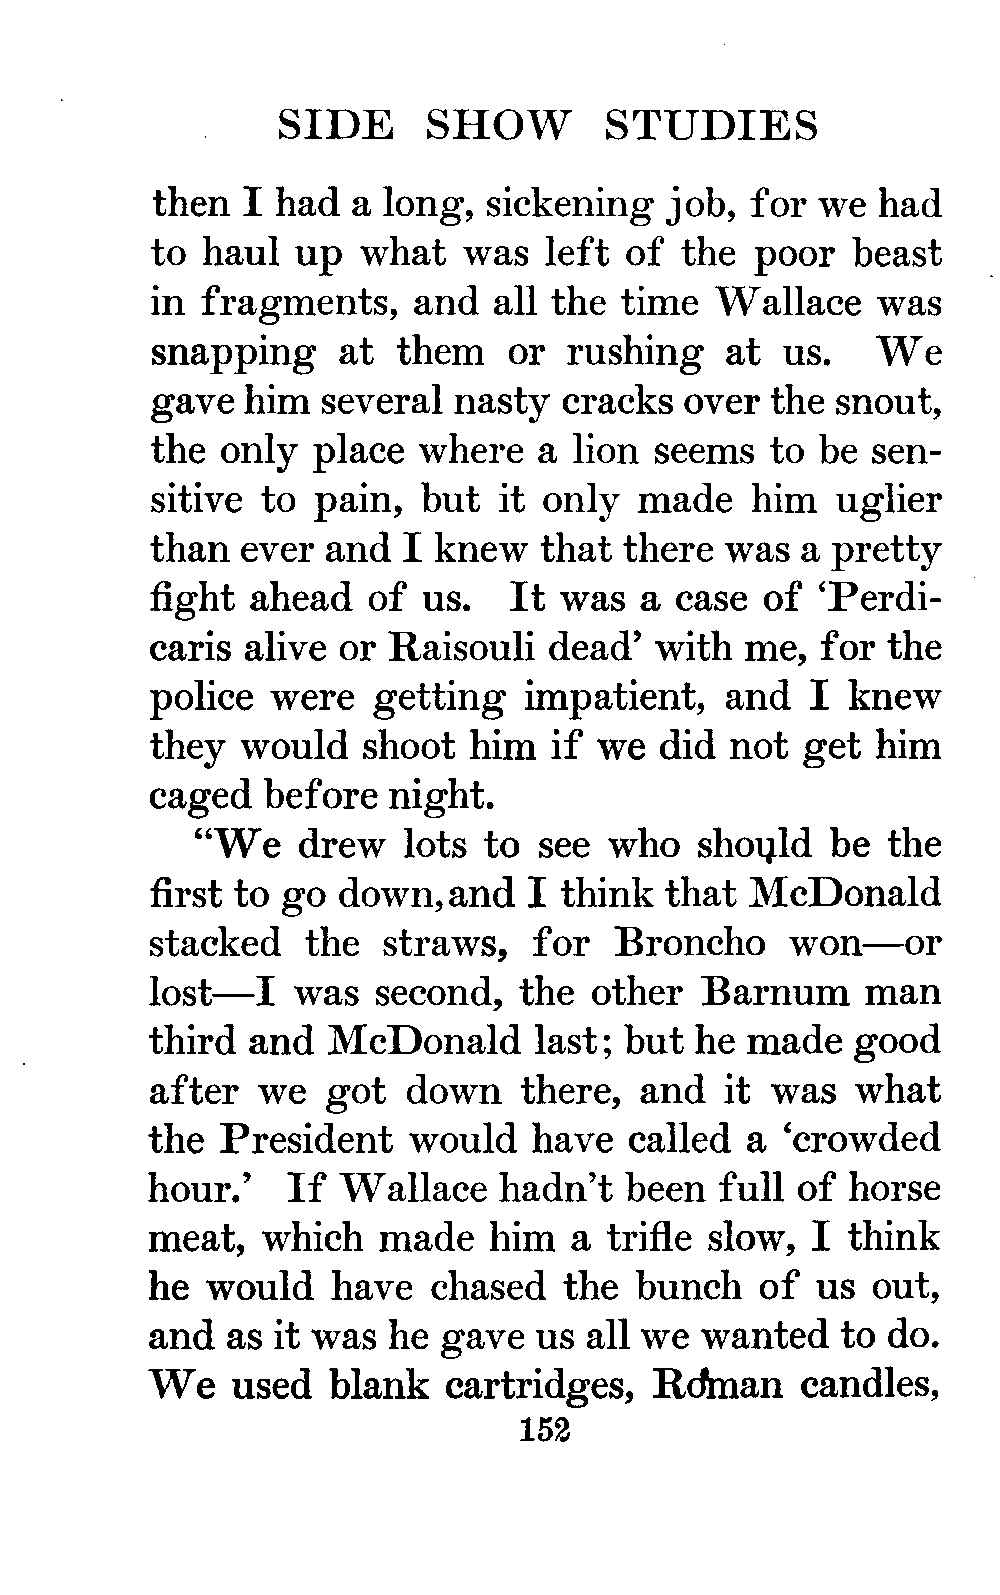 SIDE SHOW STUDIES
then I had a long, sickening job, for we had
to haul up what was left of the poor beast
in fragments, and all the time Wallace was
snapping at them or rushing at us. We
gave him several nasty cracks over the snout,
the only place where a lion seems to be sen-
sitive to pain, but it only made him uglier
than ever and I knew that there was a pretty
fight ahead of us. It was a case of ‘Perdi-
caris alive or Raisouli dead’ with me, for the
police were getting impatient, and I knew
they would shoot him if we did not get him
caged before night.
“We drew lots to see who should be the
first to go down, and I think that McDonald
stacked the straws, for Broncho won—or
lost—I was second, the other Barnum man
third and McDonald last; but he made good
after we got down there, and it was what
the President would have called a ‘crowded
hour.’ If Wallace hadn’t been full of horse
meat, which made him a trifle slow, I think
he would have chased the bunch of us out,
and as it was he gave us all we wanted to do.
We used blank cartridges, Roman candles,
152